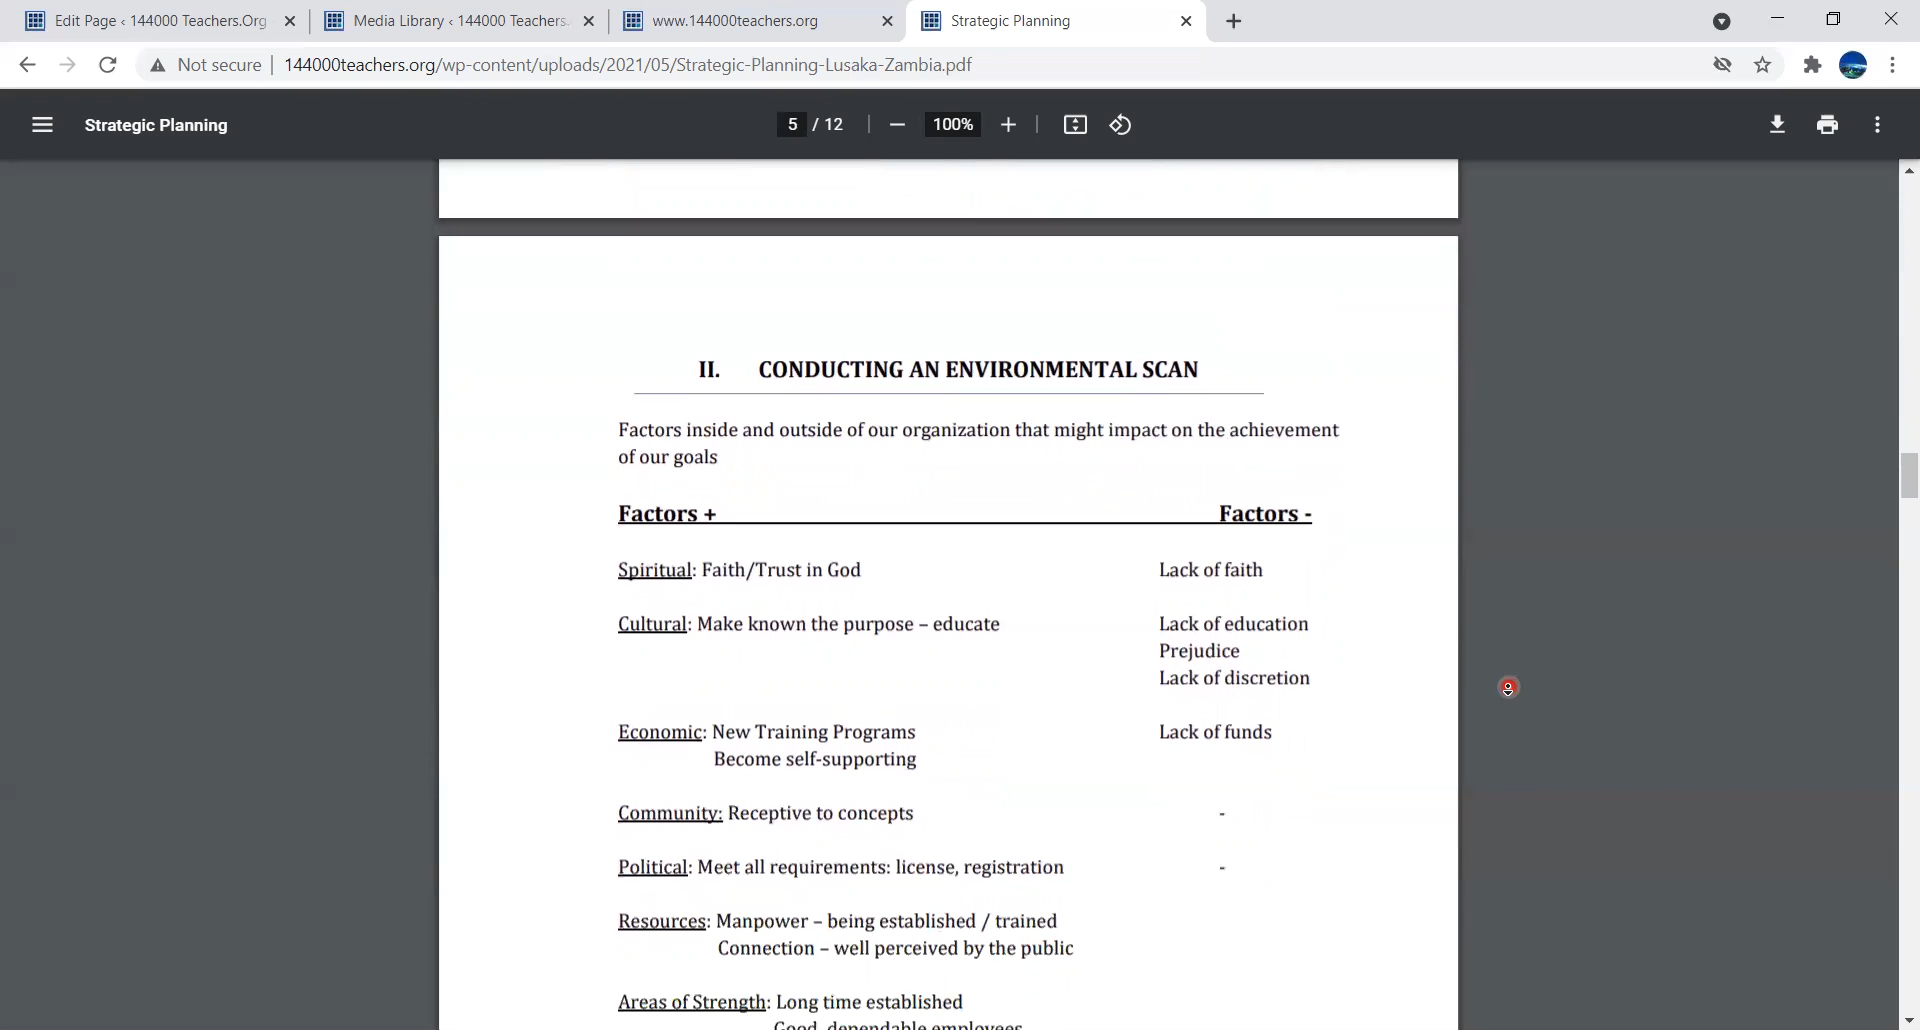 Edit Page ‹ 144000 Teachers.Org
Media Library ‹ 144000 Teachers.
www.144000teachers.org
Strategic Planning
Not secure
144000teachers.org/wp-content/uploads/2021/05/Strategic-Planning-Lusaka-Zambia.pdf
Strategic Planning
5 / 12
100%
II. CONDUCTING AN ENVIRONMENTAL SCAN
Factors inside and outside of our organization that might impact on the achievement
of our goals
Factors + Factors -
Spiritual: Faith/Trust in God Lack of faith
Cultural: Make known the purpose – educate Lack of education
Prejudice
Lack of discretion
Economic: New Training Programs Lack of funds
Become self-supporting
Community: Receptive to concepts -
Political: Meet all requirements: license, registration -
Resources: Manpower – being established / trained
Connection – well perceived by the public
Areas of Strength: Long time established
Good, dependable employees